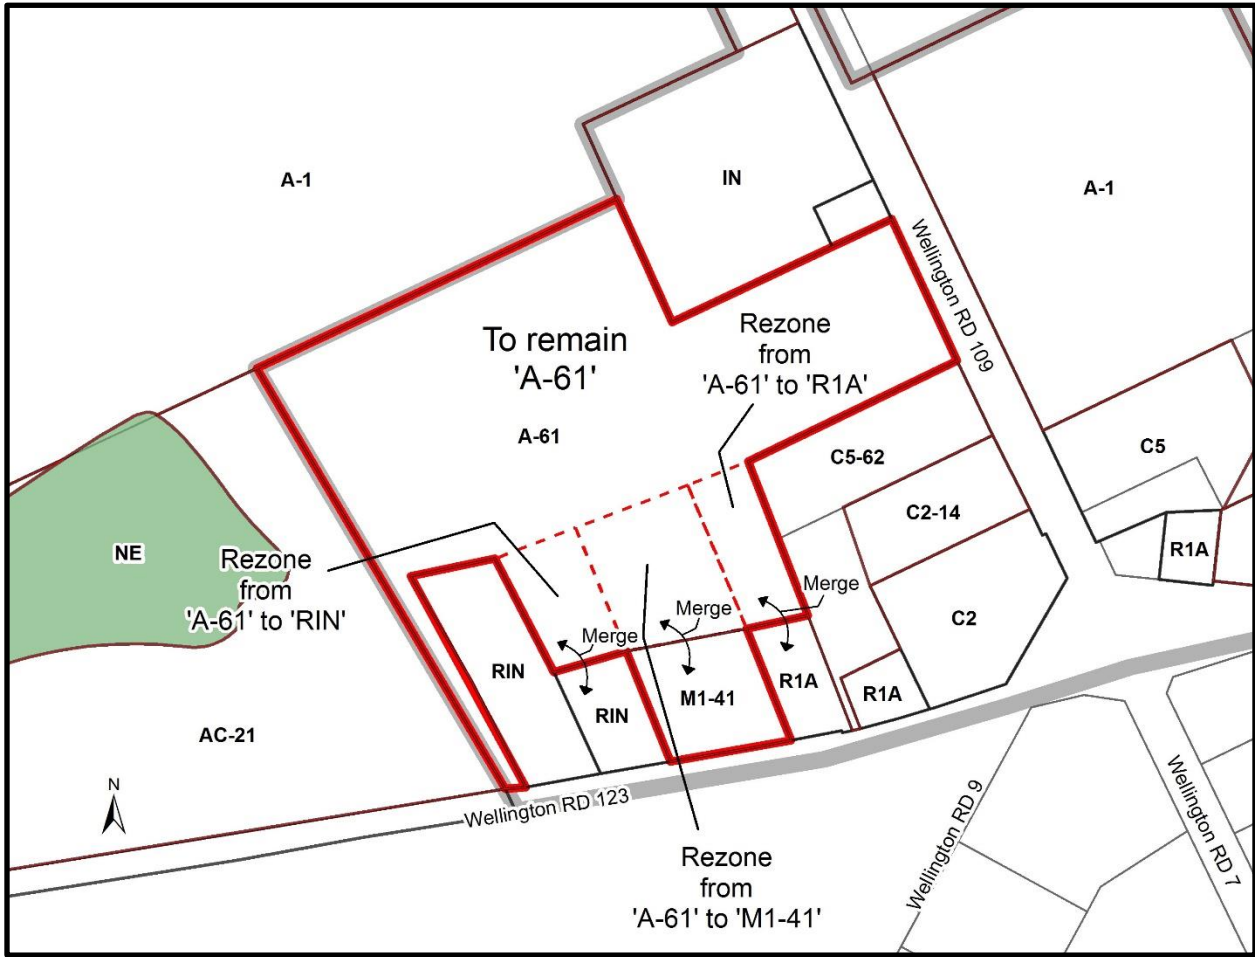 A-1
IN
A-1
Wellington RD 109
To remain
'A-61'
Rezone
from
'A-61' to 'R1A'
A-61
C5-62
C5
C2-14
NE
R1A
Rezone
from
'A-61' to 'RIN'
Merge
Merge
Merge
C2
RIN
RIN
M1-41
R1A
R1A
AC-21
N
Wellington RD 123
Wellington RD 9
Wellington RD 7
Rezone
from
'A-61' to 'M1-41'